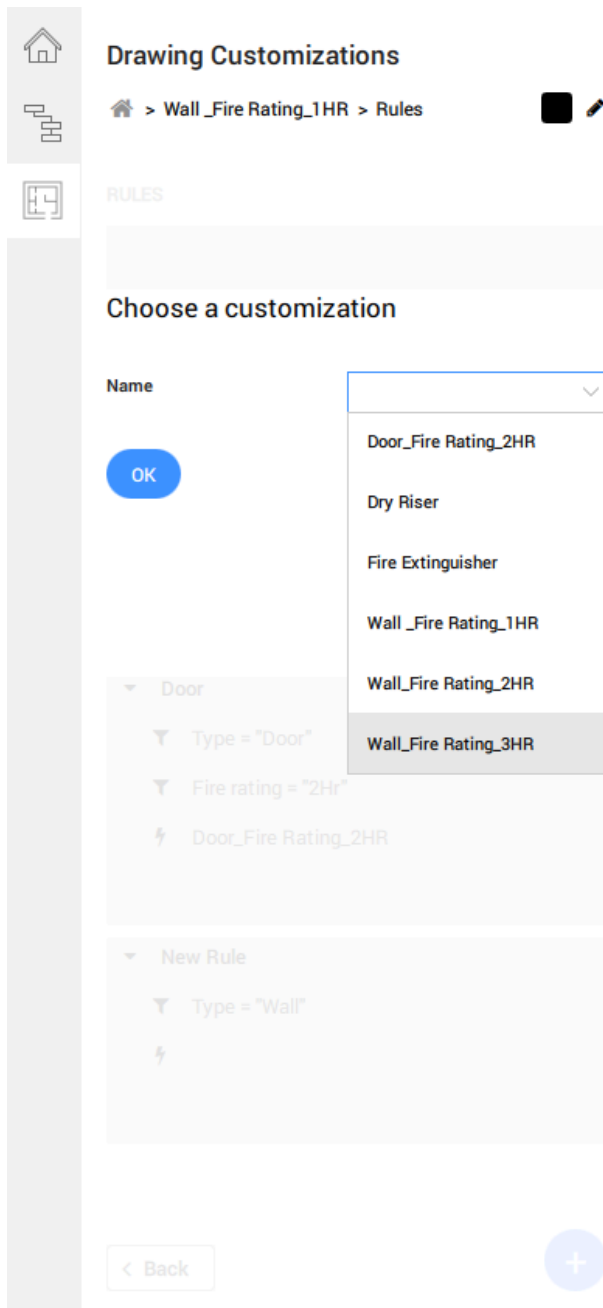 Drawing Customizations
> Wall _Fire Rating_1HR > Rules
RULES
Choose a customization
Name
OK
Door_Fire Rating_2HR
Dry Riser
Fire Extinguisher
Wall _Fire Rating_1HR
Wall_Fire Rating_2HR
Wall_Fire Rating_3HR
Door
Type = "Door"
Fire rating = "2Hr"
Door_Fire Rating_2HR
New Rule
Type = "Wall"
< Back
+